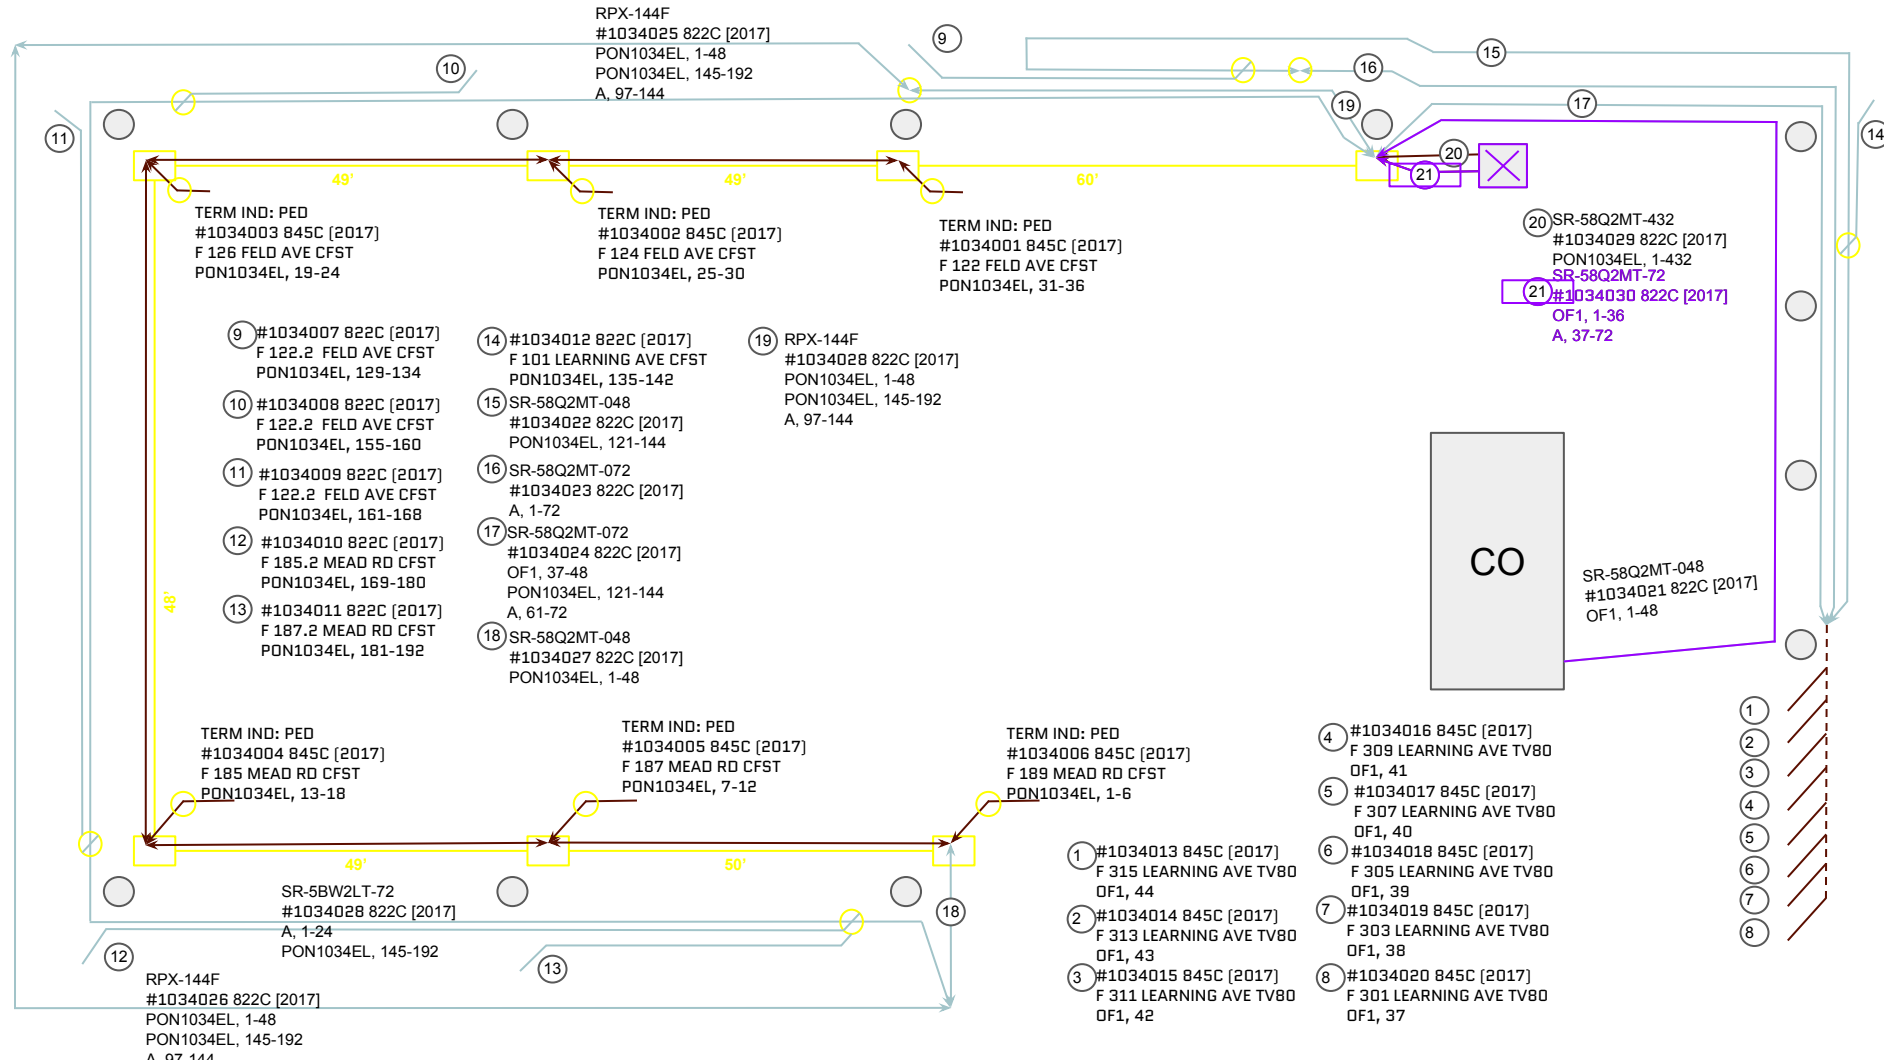 RPX-144F
#1034025 822C [2017]
PON1034EL, 1-48
PON1034EL, 145-192
A, 97-144
9
10
11
15
16
17
19
14
20
21
49'
49'
60'
TERM IND: PED
#1034003 845C [2017]
F 126 FELD AVE CFST
PON1034EL, 19-24
TERM IND: PED
#1034002 845C [2017]
F 124 FELD AVE CFST
PON1034EL, 25-30
TERM IND: PED
#1034001 845C [2017]
F 122 FELD AVE CFST
PON1034EL, 31-36
20 SR-58Q2MT-432
#1034029 822C [2017]
PON1034EL, 1-432
21 SR-58Q2MT-72
#1034030 822C [2017]
OF1, 1-36
A, 37-72
9 #1034007 822C [2017]
F 122.2 FELD AVE CFST
PON1034EL, 129-134
10 #1034008 822C [2017]
F 122.2 FELD AVE CFST
PON1034EL, 155-160
11 #1034009 822C [2017]
F 122.2 FELD AVE CFST
PON1034EL, 161-168
12 #1034010 822C [2017]
F 185.2 MEAD RD CFST
PON1034EL, 169-180
13 #1034011 822C [2017]
F 187.2 MEAD RD CFST
PON1034EL, 181-192
14 #1034012 822C [2017]
F 101 LEARNING AVE CFST
PON1034EL, 135-142
15 SR-58Q2MT-048
#1034022 822C [2017]
PON1034EL, 121-144
16 SR-58Q2MT-072
#1034023 822C [2017]
A, 1-72
17 SR-58Q2MT-072
#1034024 822C [2017]
OF1, 37-48
PON1034EL, 121-144
A, 61-72
18 SR-58Q2MT-048
#1034027 822C [2017]
PON1034EL, 1-48
19 RPX-144F
#1034028 822C [2017]
PON1034EL, 1-48
PON1034EL, 145-192
A, 97-144
48'
CO
SR-58Q2MT-048
#1034021 822C [2017]
OF1, 1-48
TERM IND: PED
#1034004 845C [2017]
F 185 MEAD RD CFST
PON1034EL, 13-18
TERM IND: PED
#1034005 845C [2017]
F 187 MEAD RD CFST
PON1034EL, 7-12
TERM IND: PED
#1034006 845C [2017]
F 189 MEAD RD CFST
PON1034EL, 1-6
49'
50'
1 #1034013 845C [2017]
F 315 LEARNING AVE TV80
OF1, 44
2 #1034014 845C [2017]
F 313 LEARNING AVE TV80
OF1, 43
3 #1034015 845C [2017]
F 311 LEARNING AVE TV80
OF1, 42
4 #1034016 845C [2017]
F 309 LEARNING AVE TV80
OF1, 41
5 #1034017 845C [2017]
F 307 LEARNING AVE TV80
OF1, 40
6 #1034018 845C [2017]
F 305 LEARNING AVE TV80
OF1, 39
7 #1034019 845C [2017]
F 303 LEARNING AVE TV80
OF1, 38
8 #1034020 845C [2017]
F 301 LEARNING AVE TV80
OF1, 37
1
2
3
4
5
6
7
8
SR-5BW2LT-72
#1034028 822C [2017]
A, 1-24
PON1034EL, 145-192
18
12
13
RPX-144F
#1034026 822C [2017]
PON1034EL, 1-48
PON1034EL, 145-192
A, 97-144